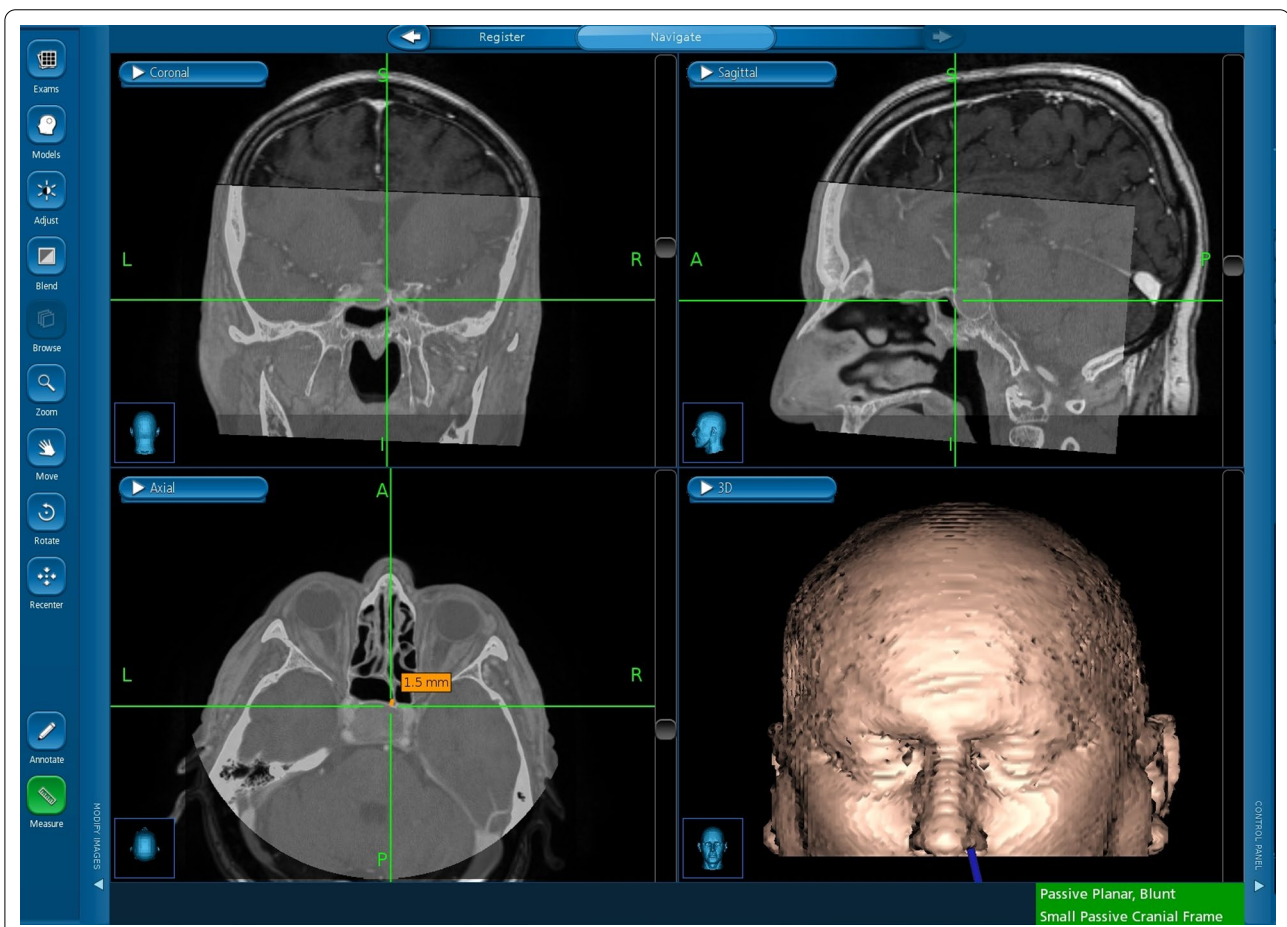 Register
Navigate
Exams
Models
Adjust
Blend
Browse
Zoom
Move
Rotate
Recenter
Annotate
Measure
MODIFY IMAGES
Coronal
S
L
R
I
Sagittal
S
A
P
I
Axial
A
L
R
1.5 mm
P
3D
CONTROL PANEL
Passive Planar, Blunt
Small Passive Cranial Frame